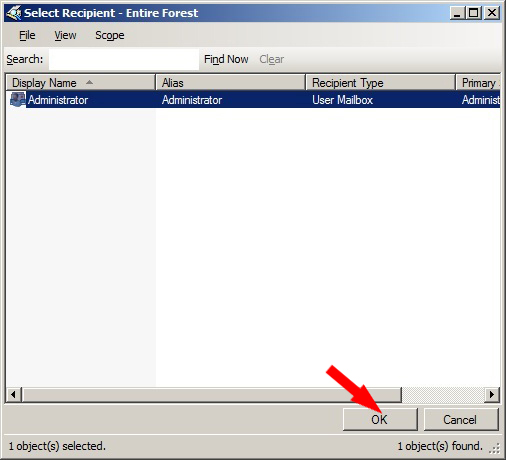 Select Recipient - Entire Forest
File View Scope
Search: Find Now Clear
Display Name Alias Recipient Type Primary
Administrator Administrator User Mailbox Administ
OK Cancel
1 object(s) selected. 1 object(s) found.